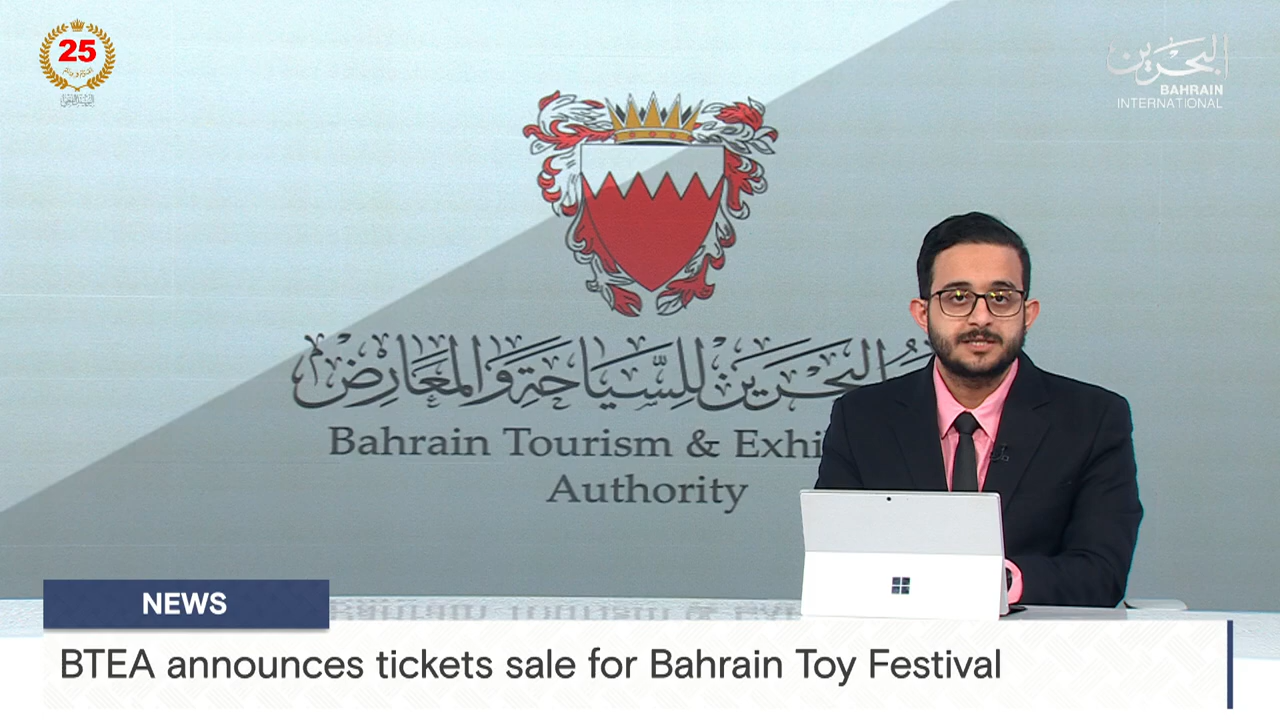 25
البحرين
BAHRAIN
INTERNATIONAL
البحرين للسياحة والمعارض
Bahrain Tourism & Exhi
Authority
NEWS
BTEA announces tickets sale for Bahrain Toy Festival